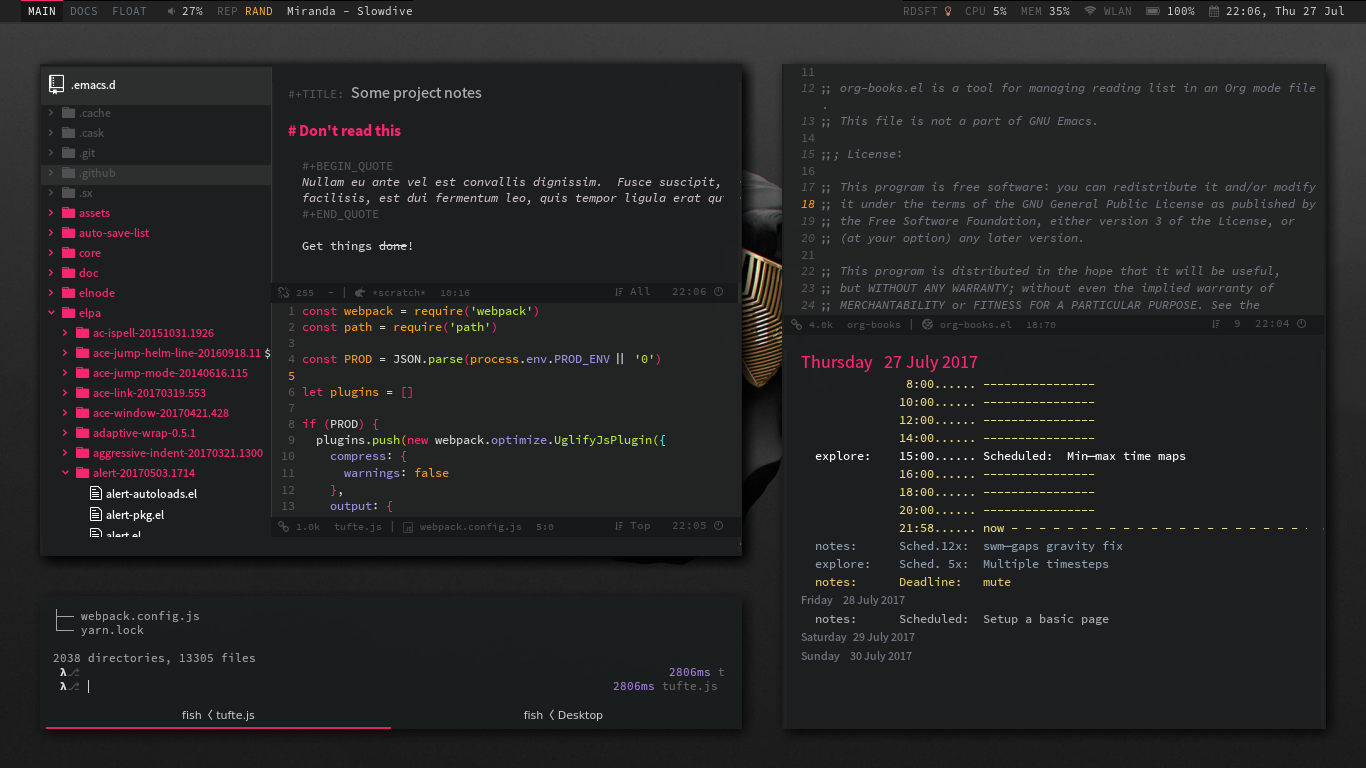 MAIN DOCS FLOAT 27% REP RAND Miranda - Slowdive
RDSFT CPU 5% MEM 35% WLAN 100% 22:06, Thu 27 Jul
.emacs.d
.cache
.cask
.git
.github
.sx
assets
auto-save-list
core
doc
elnode
elpa
ac-ispell-20151031.1926
ace-jump-helm-line-20160918.11 $
ace-jump-mode-20140616.115
ace-link-20170319.553
ace-window-20170421.428
adaptive-wrap-0.5.1
aggressive-indent-20170321.1300
alert-20170503.1714
alert-autoloads.el
alert-pkg.el
alert.el
#+TITLE: Some project notes
# Don't read this
#+BEGIN_QUOTE
Nullam eu ante vel est convallis dignissim.  Fusce suscipit,
facilisis, est dui fermentum leo, quis tempor ligula erat qu
#+END_QUOTE
Get things done!
255 - | *scratch* 10:16 All 22:06
1 const webpack = require('webpack')
2 const path = require('path')
3
4 const PROD = JSON.parse(process.env.PROD_ENV || '0')
5
6 let plugins = []
7
8 if (PROD) {
9   plugins.push(new webpack.optimize.UglifyJsPlugin({
10     compress: {
11       warnings: false
12     },
13     output: {
1.0k tufte.js | webpack.config.js 5:0 Top 22:05
├── webpack.config.js
└── yarn.lock
2038 directories, 13305 files
λ 2806ms t
λ 2806ms tufte.js
fish 〈 tufte.js
fish 〈 Desktop
11
12 ;; org-books.el is a tool for managing reading list in an Org mode file
.
13 ;; This file is not a part of GNU Emacs.
14
15 ;;; License:
16
17 ;; This program is free software: you can redistribute it and/or modify
18 ;; it under the terms of the GNU General Public License as published by
19 ;; the Free Software Foundation, either version 3 of the License, or
20 ;; (at your option) any later version.
21
22 ;; This program is distributed in the hope that it will be useful,
23 ;; but WITHOUT ANY WARRANTY; without even the implied warranty of
24 ;; MERCHANTABILITY or FITNESS FOR A PARTICULAR PURPOSE. See the
4.0k org-books | org-books.el 18:70 9 22:04
Thursday 27 July 2017
8:00...... ----------------
10:00...... ----------------
12:00...... ----------------
14:00...... ----------------
explore: 15:00...... Scheduled: Min-max time maps
16:00...... ----------------
18:00...... ----------------
20:00...... ----------------
21:58...... now - - - - - - - - - - - - - - - - - - - - - - -
notes: Sched.12x: swm-gaps gravity fix
explore: Sched. 5x: Multiple timesteps
notes: Deadline: mute
Friday 28 July 2017
notes: Scheduled: Setup a basic page
Saturday 29 July 2017
Sunday 30 July 2017